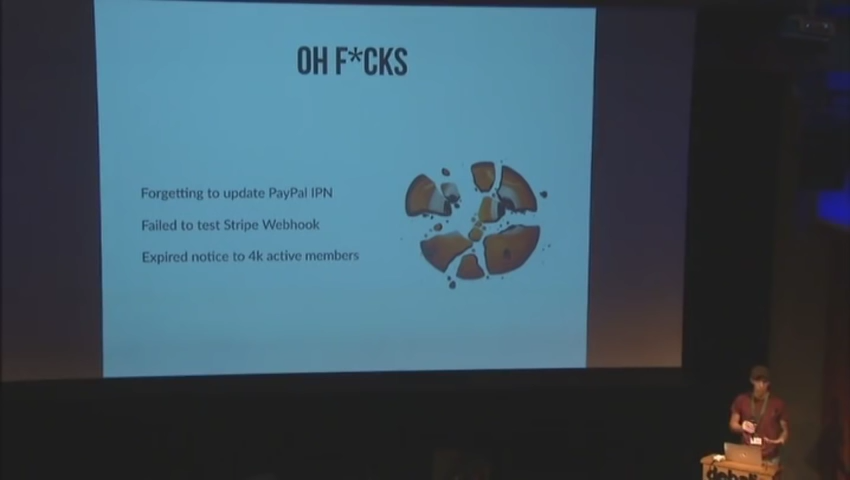 OH F*CKS
Forgetting to update PayPal IPN
Failed to test Stripe Webhook
Expired notice to 4k active members